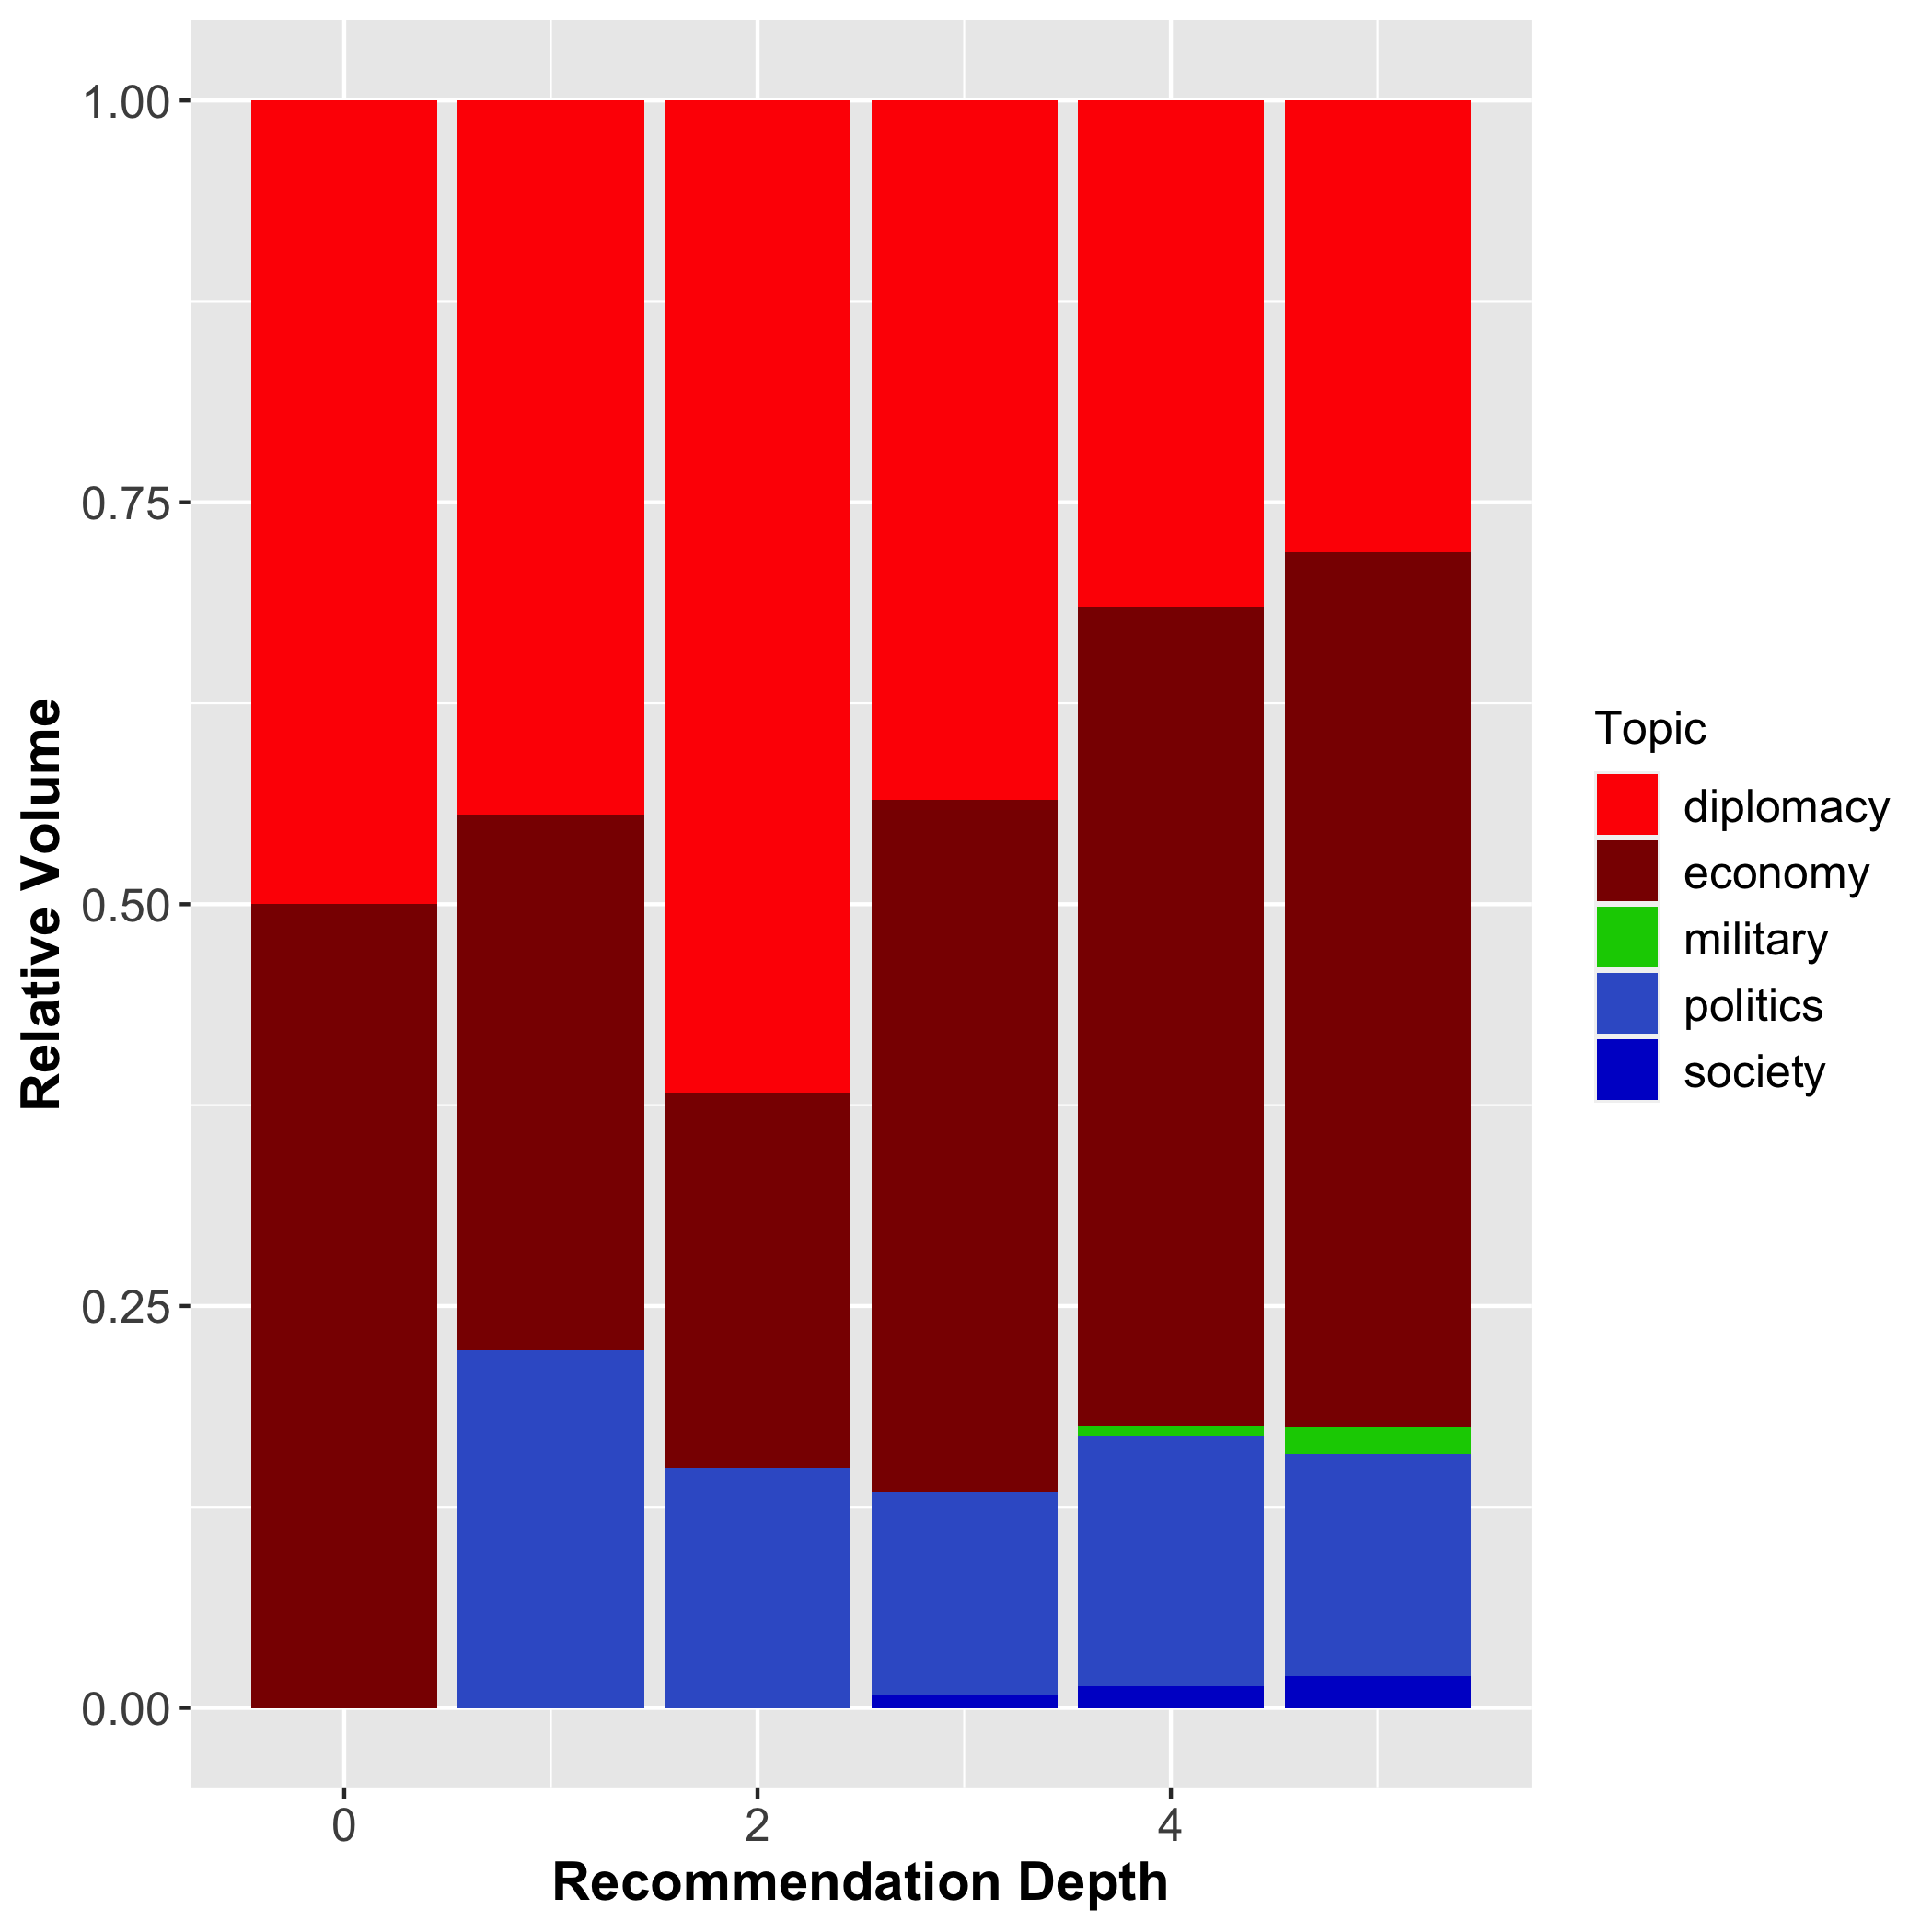 1.00
0.75
0.50
0.25
0.00
Relative Volume
0
2
4
Recommendation Depth
Topic
diplomacy
economy
military
politics
society